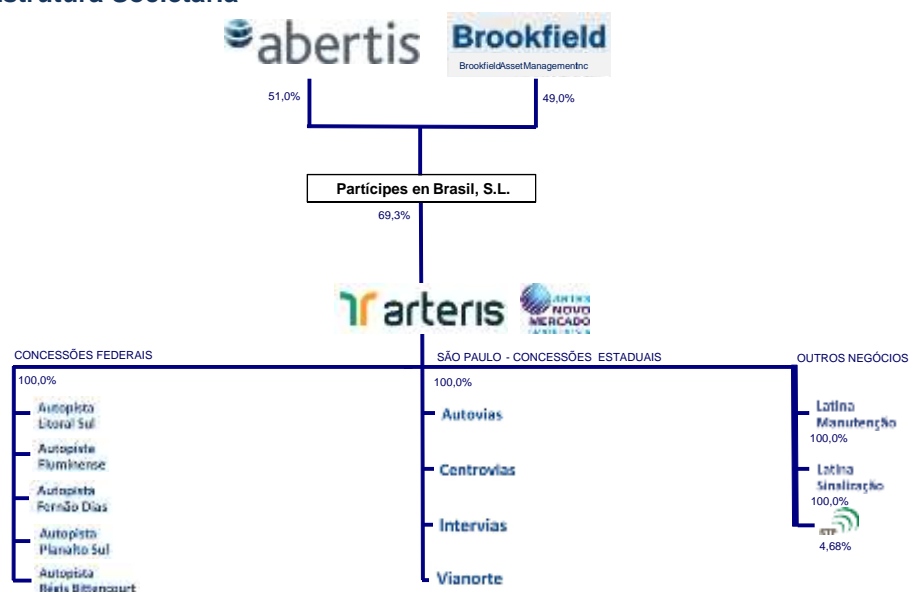 Estrutura Societária
abertis
Brookfield
BrookfieldAssetManagementInc
51,0%
49,0%
Partícipes en Brasil, S.L.
69,3%
arteris
NOVO
MERCADO
CONCESSÕES FEDERAIS
100,0%
Autopista
Litoral Sul
Autopista
Fluminense
Autopista
Fernão Dias
Autopista
Planalto Sul
Autopista
Régis Bittencourt
SÃO PAULO - CONCESSÕES ESTADUAIS
100,0%
Autovias
Centrovias
Intervias
Vianorte
OUTROS NEGÓCIOS
Latina
Manutenção
100,0%
Latina
Sinalização
100,0%
STP
4,68%